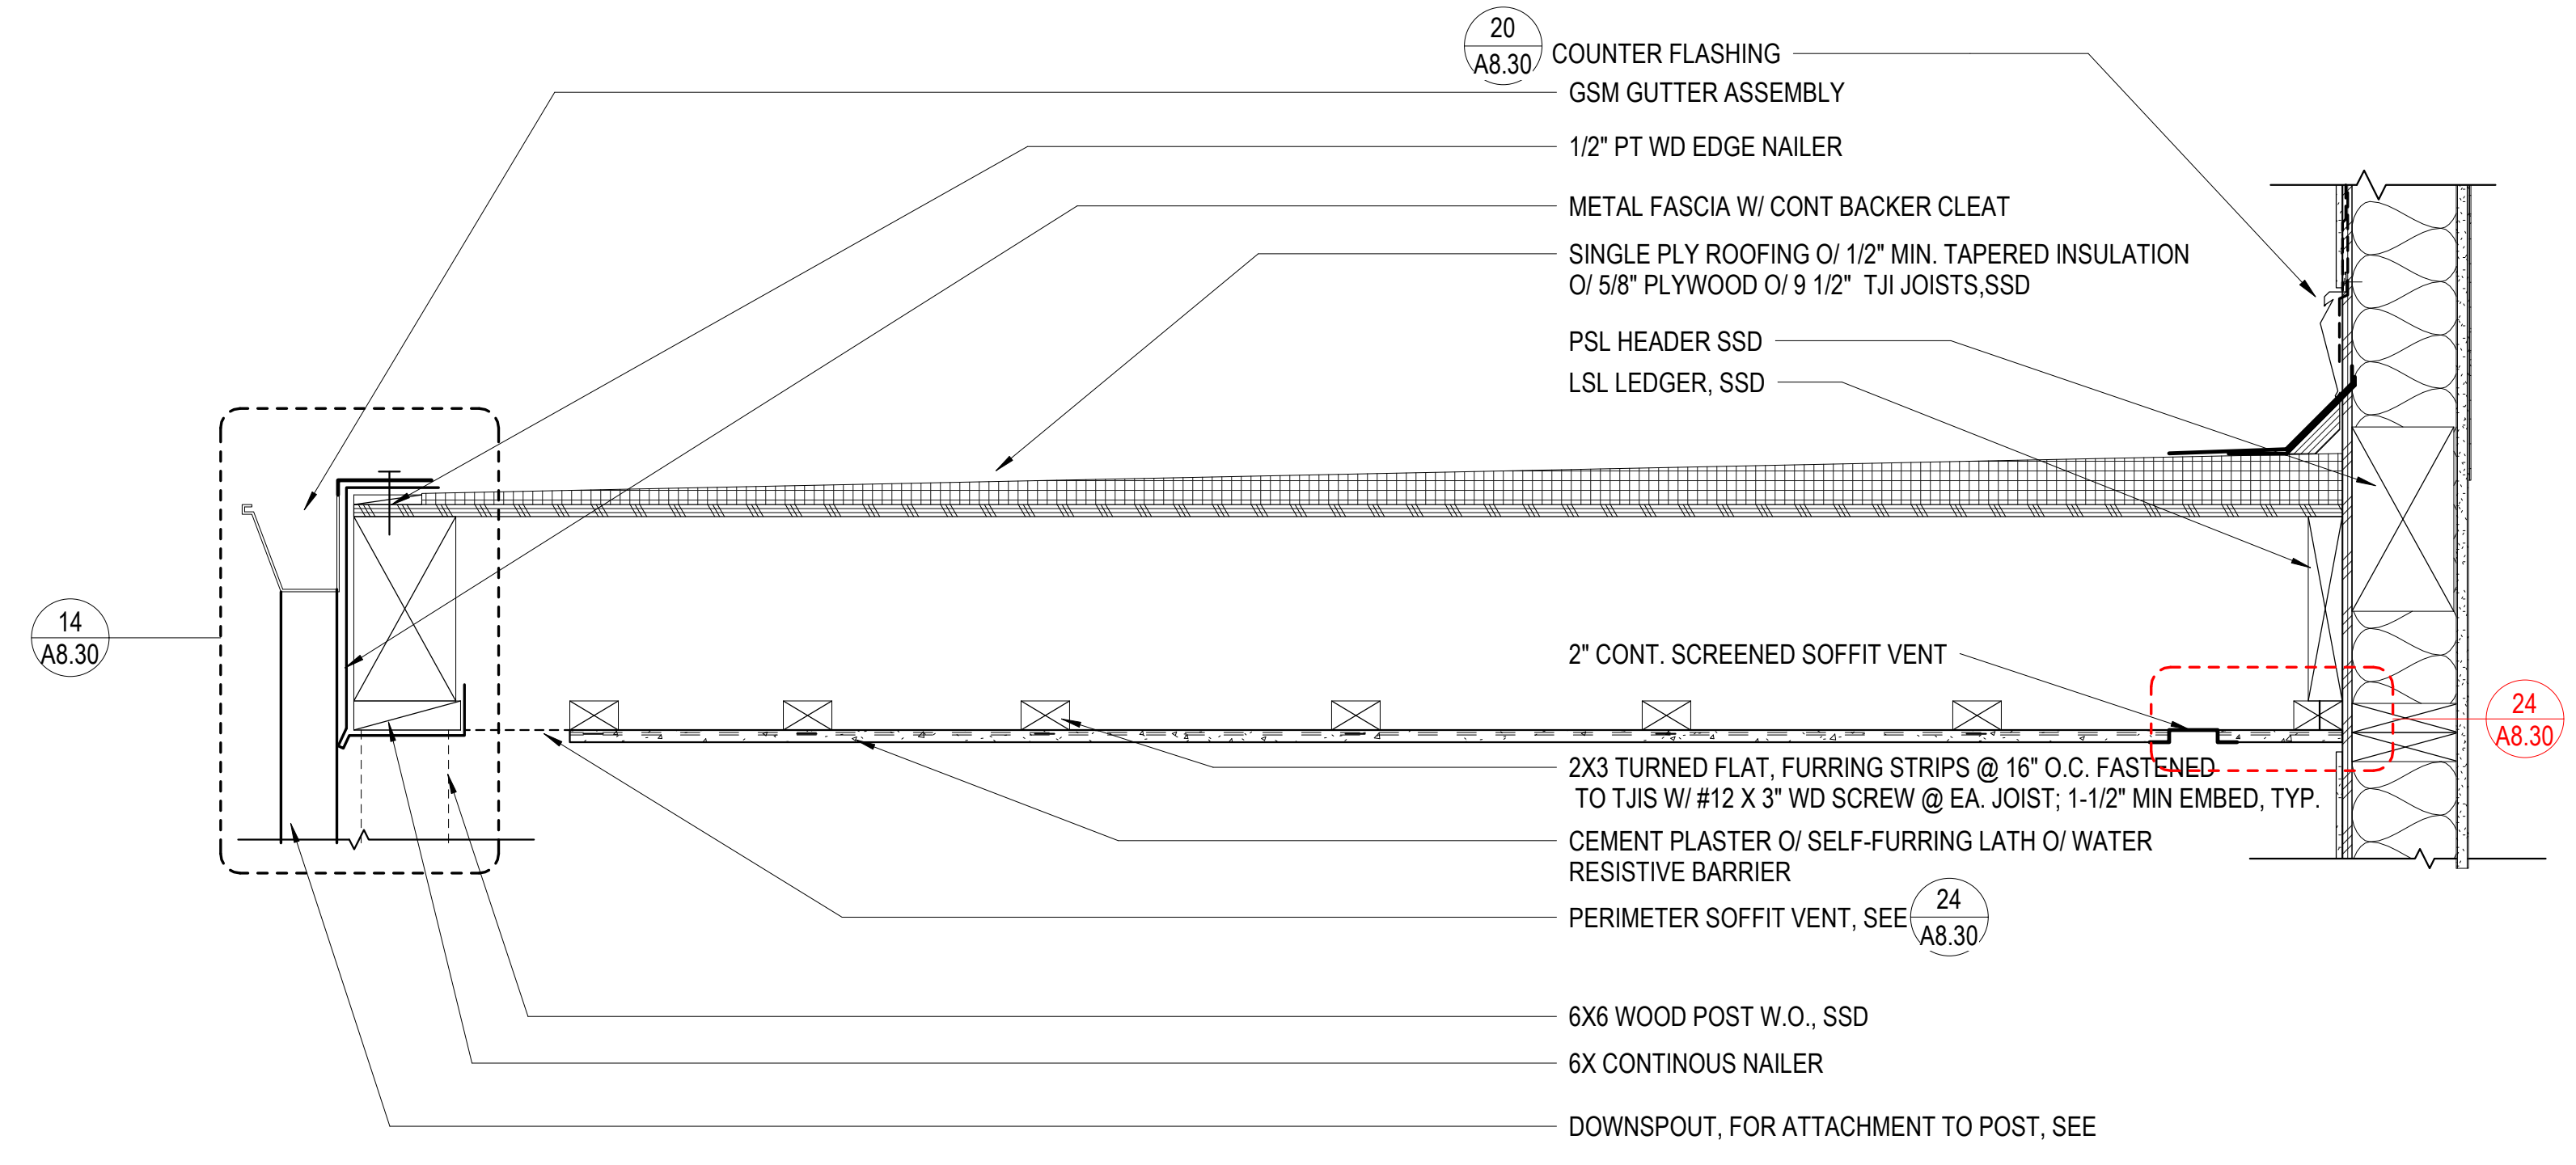 20
A8.30
COUNTER FLASHING
GSM GUTTER ASSEMBLY
1/2" PT WD EDGE NAILER
METAL FASCIA W/ CONT BACKER CLEAT
SINGLE PLY ROOFING O/ 1/2" MIN. TAPERED INSULATION
O/ 5/8" PLYWOOD O/ 9 1/2" TJI JOISTS,SSD
PSL HEADER SSD
LSL LEDGER, SSD
14
A8.30
2" CONT. SCREENED SOFFIT VENT
24
A8.30
2X3 TURNED FLAT, FURRING STRIPS @ 16" O.C. FASTENED
TO TJIS W/ #12 X 3" WD SCREW @ EA. JOIST; 1-1/2" MIN EMBED, TYP.
CEMENT PLASTER O/ SELF-FURRING LATH O/ WATER
RESISTIVE BARRIER
PERIMETER SOFFIT VENT, SEE
24
A8.30
6X6 WOOD POST W.O., SSD
6X CONTINOUS NAILER
DOWNSPOUT, FOR ATTACHMENT TO POST, SEE